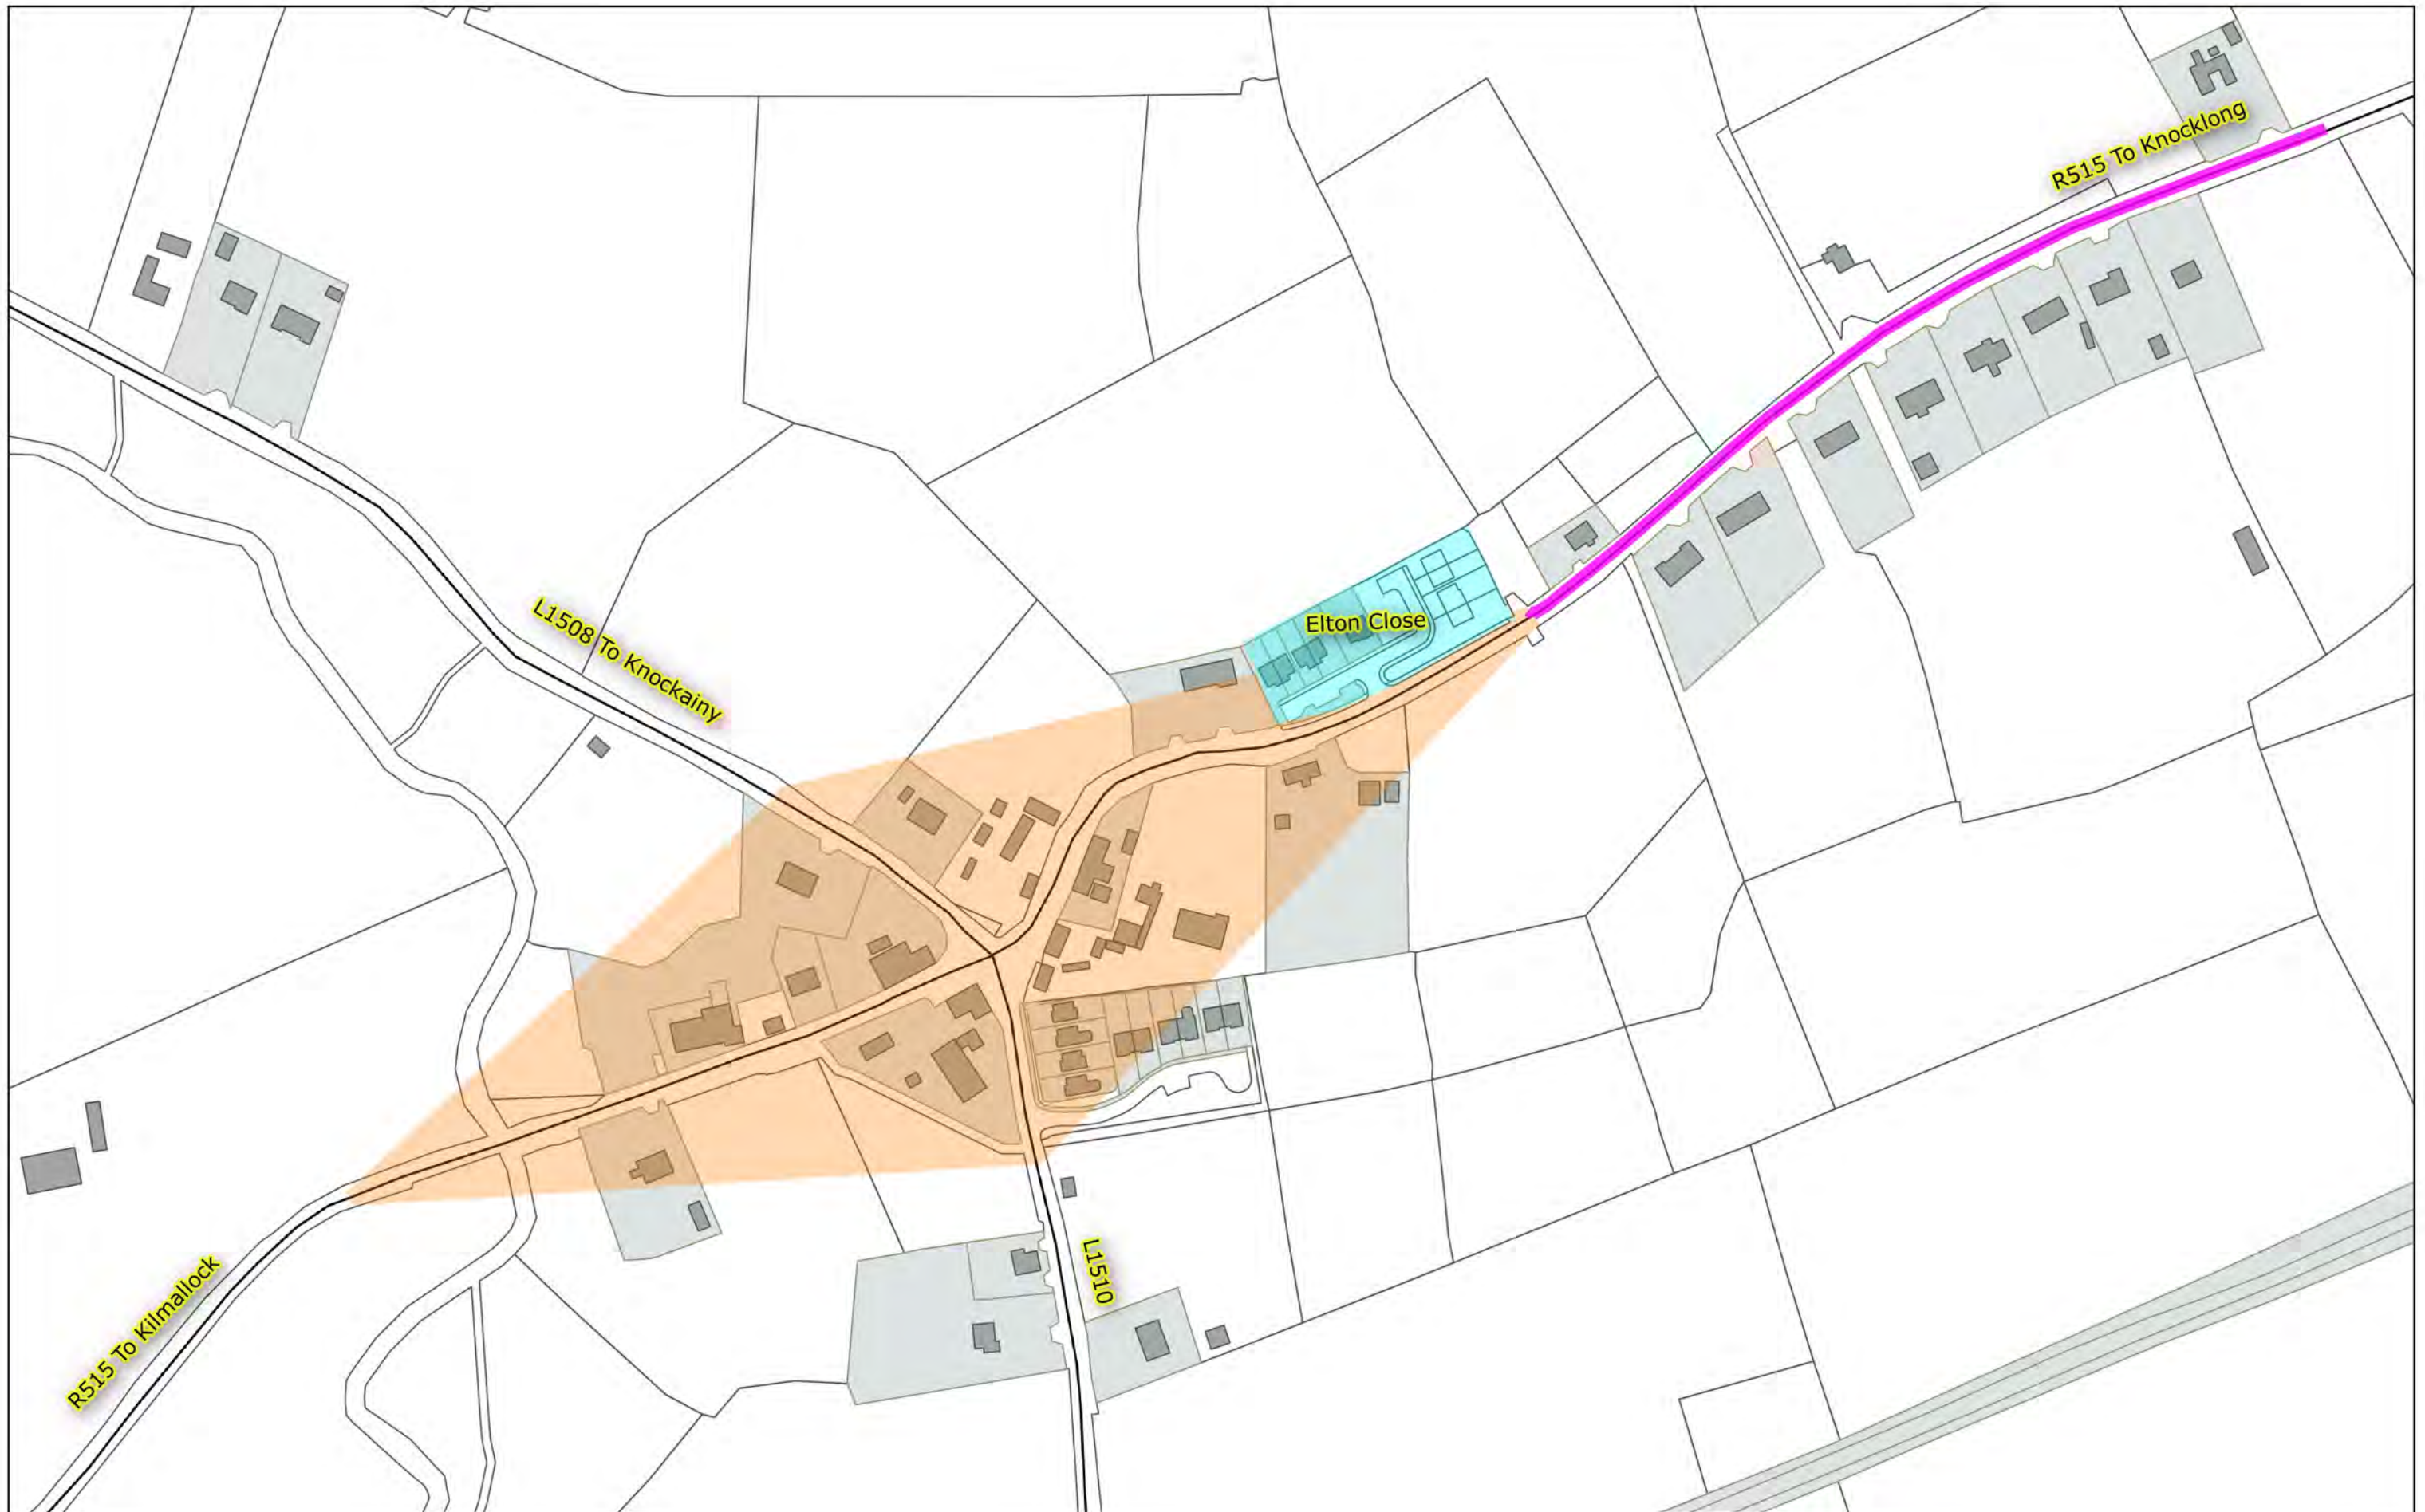 R515 To Knocklong
L1508 To Knockainy
Elton Close
L1510
R515 To Kilmallock